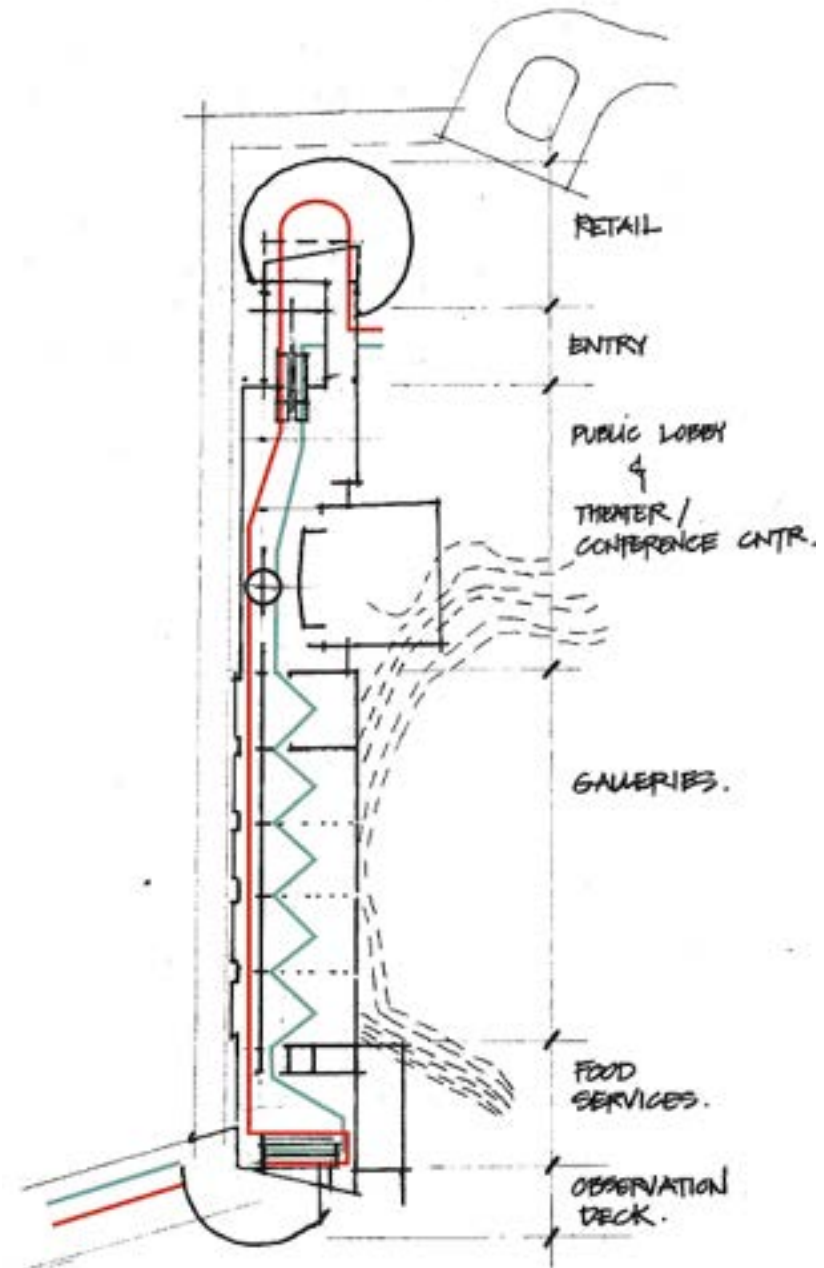 RETAIL
ENTRY
PUBLIC LOBBY
&
THEATER/
CONFERENCE CNTR.
GALLERIES.
FOOD
SERVICES.
OBSERVATION
DECK.